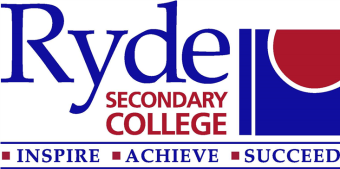 Ryde
SECONDARY
COLLEGE
▪ INSPIRE ▪ ACHIEVE ▪ SUCCEED